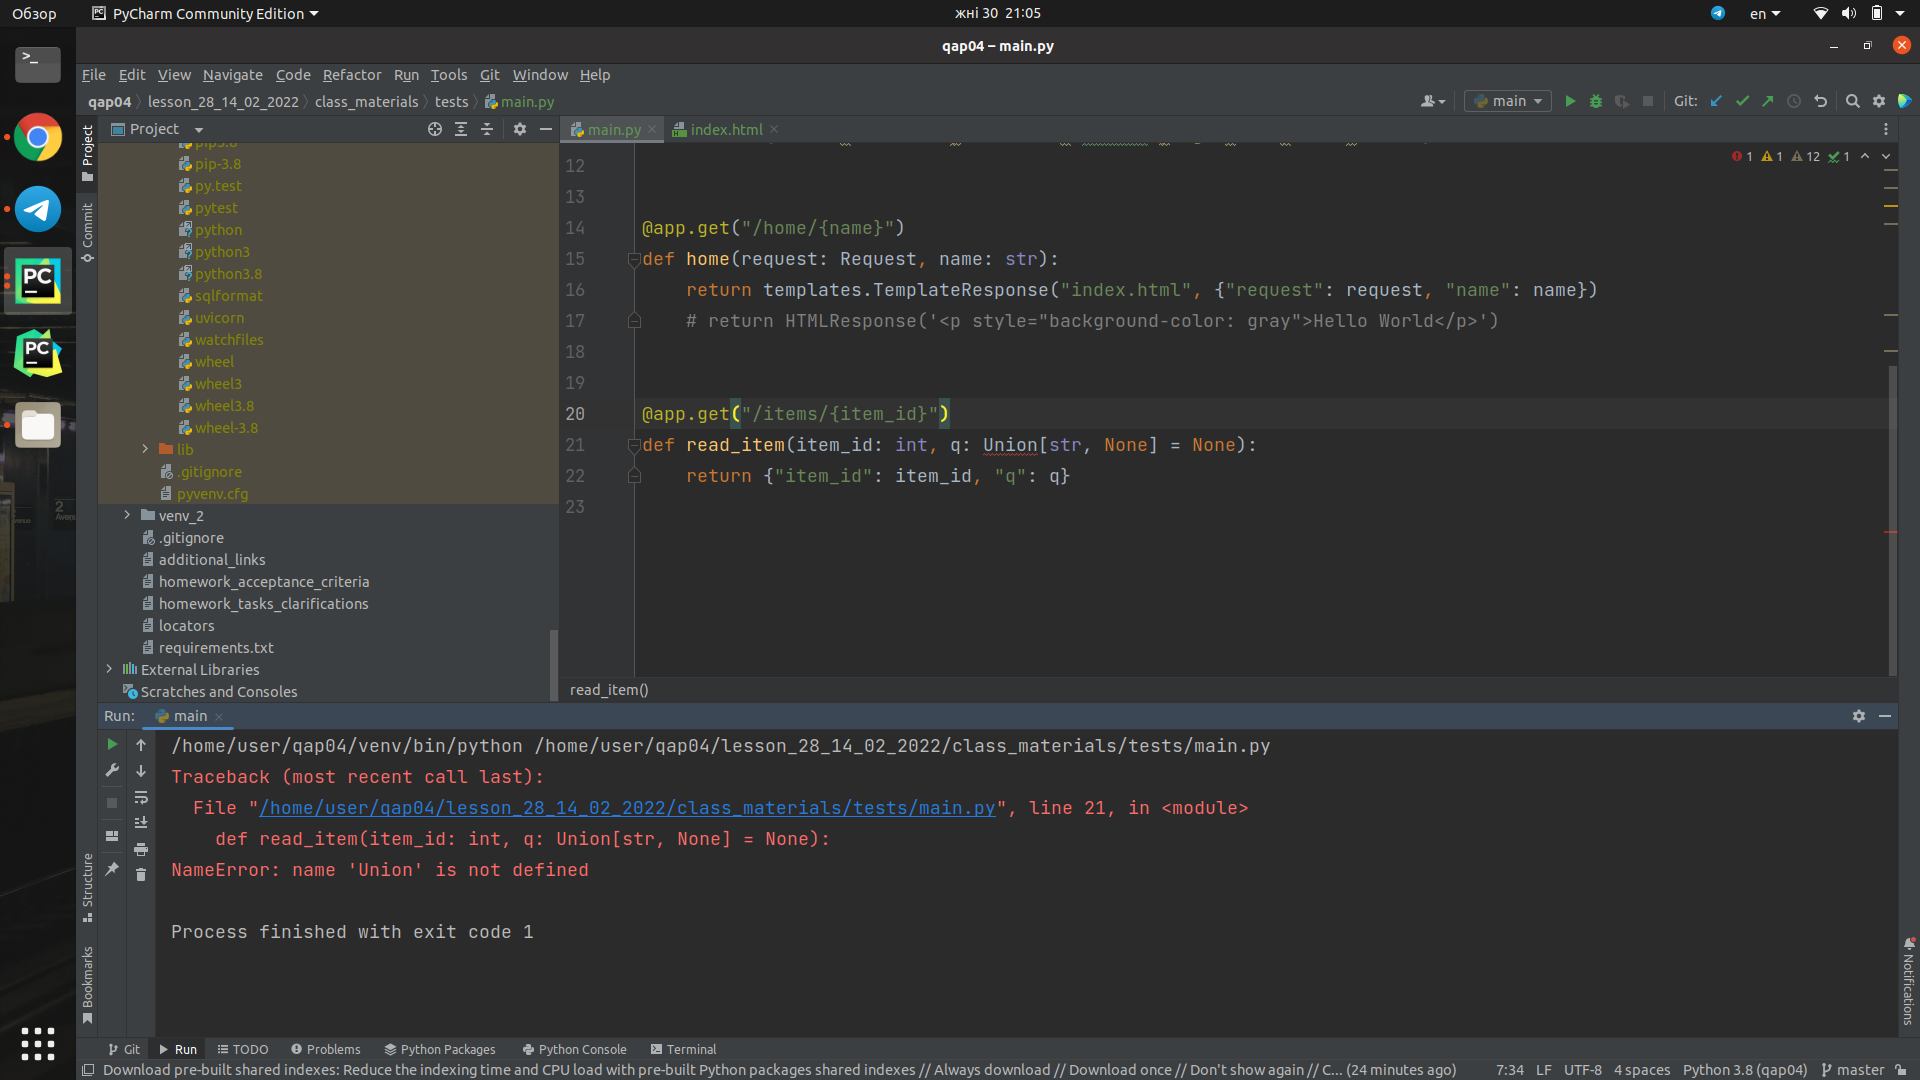 Обзор
PyCharm Community Edition
жні 30 21:05
en
qap04 – main.py
File Edit View Navigate Code Refactor Run Tools Git Window Help
qap04 lesson_28_14_02_2022 class_materials tests main.py
main
Git:
Project
main.py
index.html
Project
Commit
pip-3.8
py.test
pytest
python
python3
python3.8
sqlformat
uvicorn
watchfiles
wheel
wheel3
wheel3.8
wheel-3.8
lib
.gitignore
pyvenv.cfg
venv_2
.gitignore
additional_links
homework_acceptance_criteria
homework_tasks_clarifications
locators
requirements.txt
External Libraries
Scratches and Consoles
1 1 12 1
12
13
14 @app.get("/home/{name}")
15 def home(request: Request, name: str):
16 return templates.TemplateResponse("index.html", {"request": request, "name": name})
17 # return HTMLResponse('<p style="background-color: gray">Hello World</p>')
18
19
20 @app.get("/items/{item_id}")
21 def read_item(item_id: int, q: Union[str, None] = None):
22 return {"item_id": item_id, "q": q}
23
read_item()
Run: main
/home/user/qap04/venv/bin/python /home/user/qap04/lesson_28_14_02_2022/class_materials/tests/main.py
Traceback (most recent call last):
File "/home/user/qap04/lesson_28_14_02_2022/class_materials/tests/main.py", line 21, in <module>
def read_item(item_id: int, q: Union[str, None] = None):
NameError: name 'Union' is not defined
Process finished with exit code 1
Structure
Bookmarks
Notifications
Git Run TODO Problems Python Packages Python Console Terminal
Download pre-built shared indexes: Reduce the indexing time and CPU load with pre-built Python packages shared indexes // Always download // Download once // Don't show again // C... (24 minutes ago) 7:34 LF UTF-8 4 spaces Python 3.8 (qap04) master